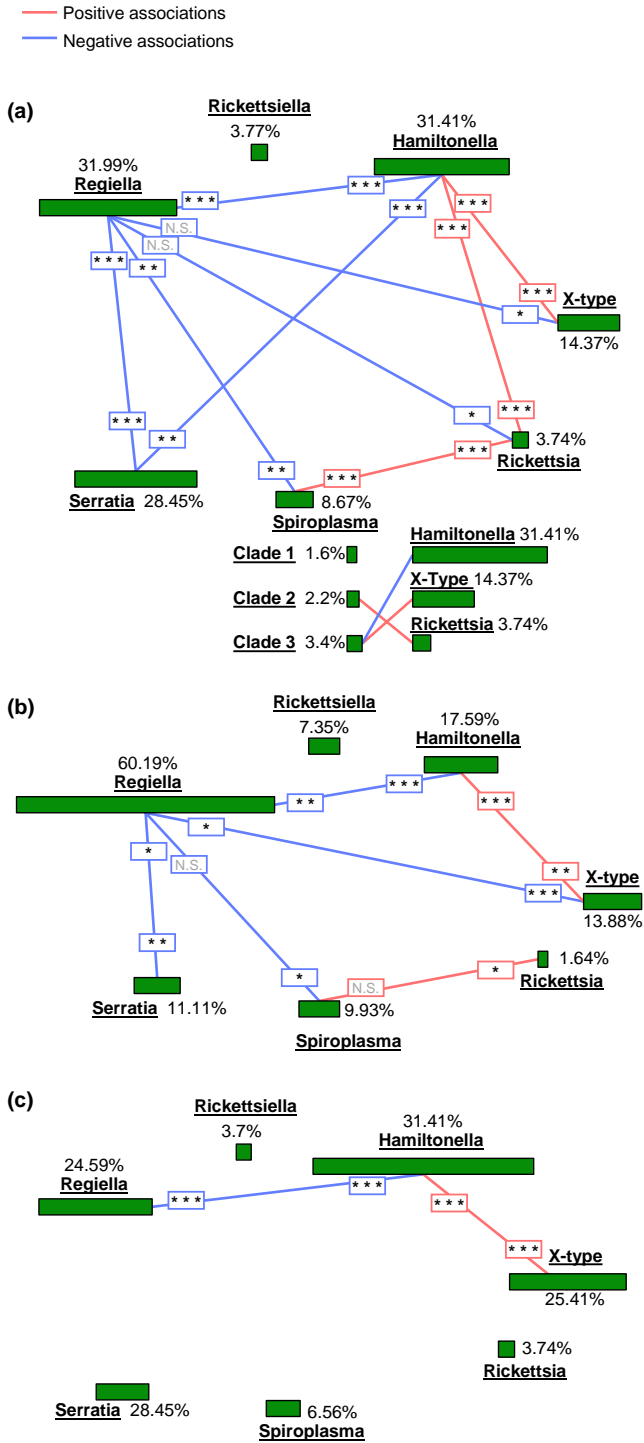 Positive associations
Negative associations
(a)
Rickettsiella
3.77%
31.41%
Hamiltonella
31.99%
Regiella
* * *
* * *
* * *
* * *
* * *
N.S.
N.S.
* * *
* *
* * *
*
X-type
14.37%
* * *
* *
*
* * *
3.74%
Rickettsia
* *
* * *
* * *
Serratia 28.45%
8.67%
Spiroplasma
Hamiltonella 31.41%
Clade 1 1.6%
X-Type 14.37%
Clade 2 2.2%
Rickettsia 3.74%
Clade 3 3.4%
(b)
Rickettsiella
7.35%
17.59%
Hamiltonella
60.19%
Regiella
* *
* * *
* * *
*
*
N.S.
* *
* * *
X-type
13.88%
* *
*
N.S.
*
1.64%
Rickettsia
Serratia 11.11%
9.93%
Spiroplasma
(c)
Rickettsiella
3.7%
31.41%
Hamiltonella
24.59%
Regiella
* * *
* * *
* * *
* * *
X-type
25.41%
3.74%
Rickettsia
Serratia 28.45%
6.56%
Spiroplasma